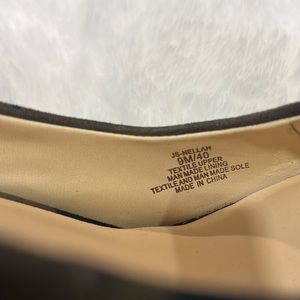 JS-NELLAH
9M/40
TEXTILE UPPER
MAN MADE LINING
TEXTILE AND MAN MADE SOLE
MADE IN CHINA